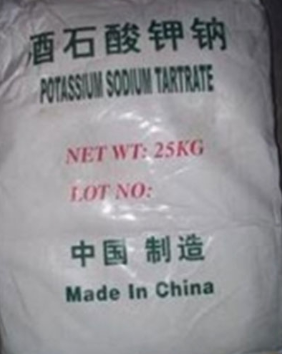 酒石酸钾钠
POTASSIUM SODIUM TARTRATE
NET WT: 25KG
LOT NO:
中国 制造
Made In China